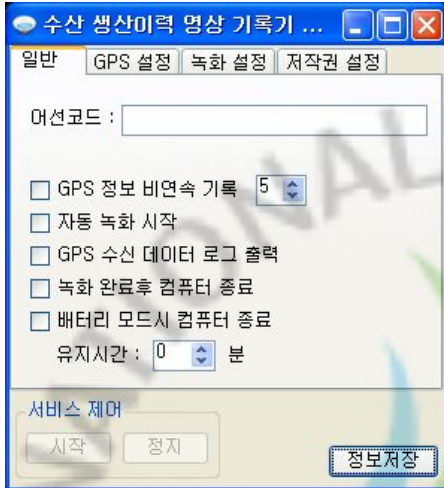 수산 생산이력 영상 기록기 ...
일반 GPS 설정 녹화 설정 저작권 설정
어선코드 :
GPS 정보 비연속 기록 5
자동 녹화 시작
GPS 수신 데이터 로그 출력
녹화 완료후 컴퓨터 종료
배터리 모드시 컴퓨터 종료
유지시간 : 0 분
서비스 제어
시작 정지
정보저장